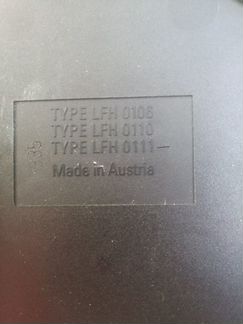 TYPE LFH 0106
TYPE LFH 0110
TYPE LFH 0111 —
Made in Austria